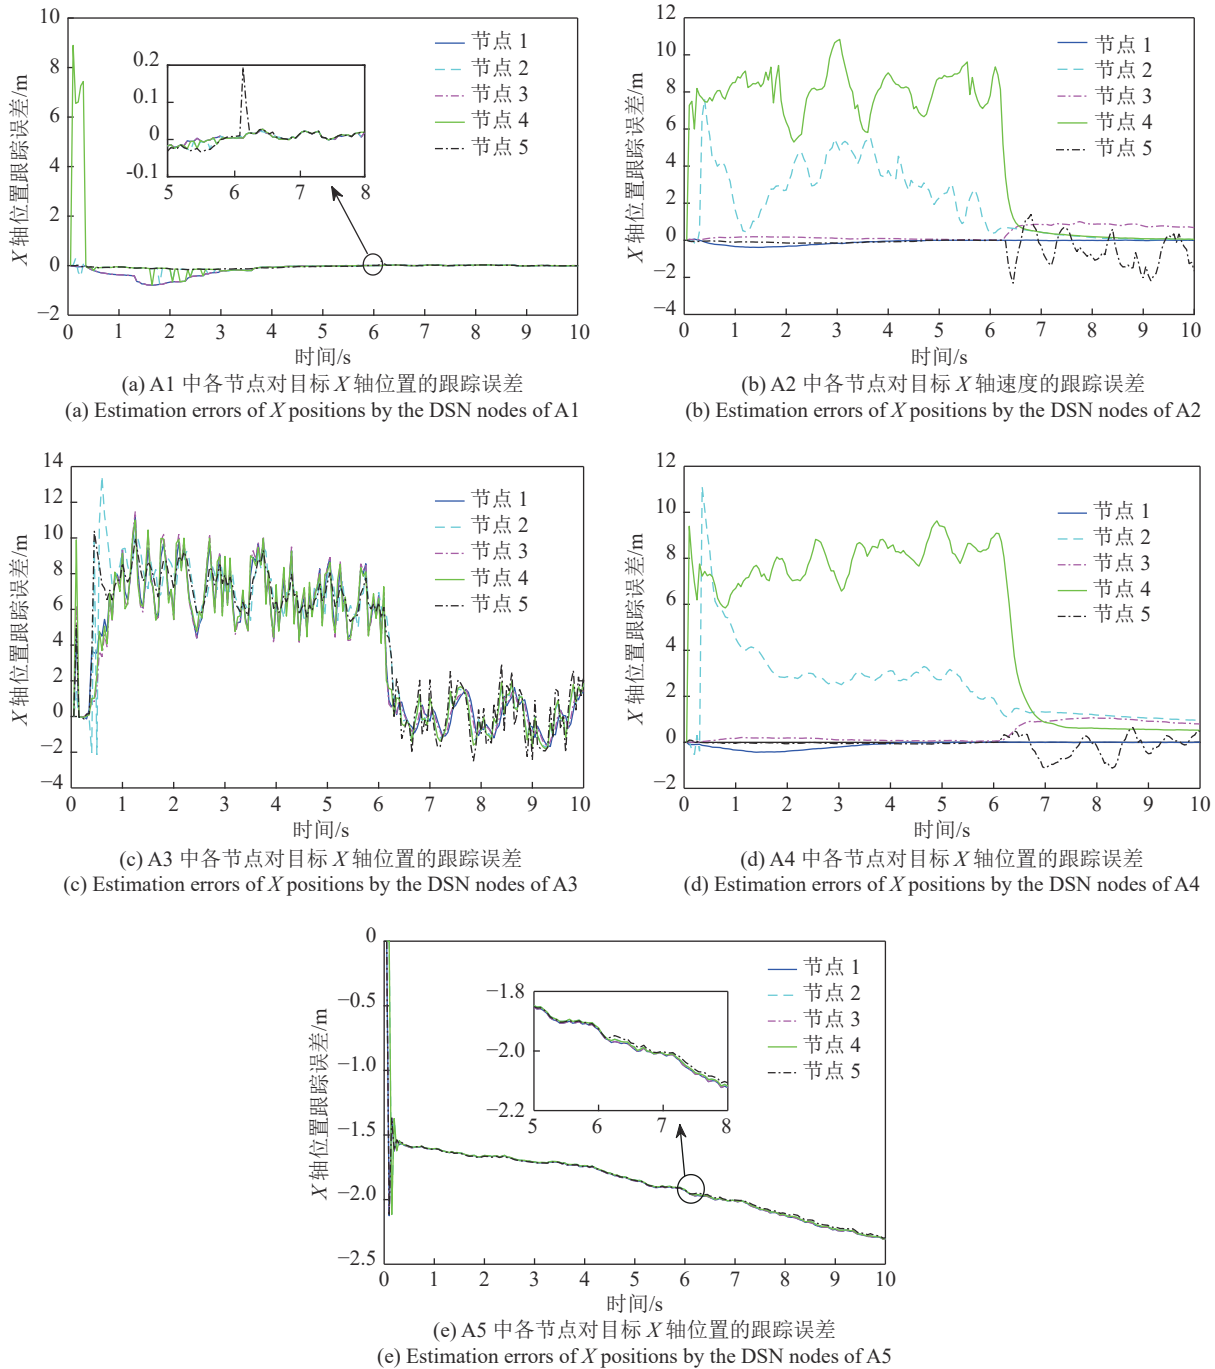 10
8
6
4
2
0
−2
X 轴位置跟踪误差/m
0.2
0.1
0
-0.1
5
6
7
8
节点 1
节点 2
节点 3
节点 4
节点 5
0 1 2 3 4 5 6 7 8 9 10
时间/s
(a) A1 中各节点对目标 X 轴位置的跟踪误差
(a) Estimation errors of X positions by the DSN nodes of A1
12
10
8
6
4
2
0
−2
−4
X 轴位置跟踪误差/m
节点 1
节点 2
节点 3
节点 4
节点 5
0 1 2 3 4 5 6 7 8 9 10
时间/s
(b) A2 中各节点对目标 X 轴速度的跟踪误差
(b) Estimation errors of X positions by the DSN nodes of A2
14
12
10
8
6
4
2
0
−2
−4
X 轴位置跟踪误差/m
节点 1
节点 2
节点 3
节点 4
节点 5
0 1 2 3 4 5 6 7 8 9 10
时间/s
(c) A3 中各节点对目标 X 轴位置的跟踪误差
(c) Estimation errors of X positions by the DSN nodes of A3
12
10
8
6
4
2
0
−2
X 轴位置跟踪误差/m
节点 1
节点 2
节点 3
节点 4
节点 5
0 1 2 3 4 5 6 7 8 9 10
时间/s
(d) A4 中各节点对目标 X 轴位置的跟踪误差
(d) Estimation errors of X positions by the DSN nodes of A4
0
−0.5
−1.0
−1.5
−2.0
−2.5
X 轴位置跟踪误差/m
−1.8
−2.0
−2.2
5 6 7 8
节点 1
节点 2
节点 3
节点 4
节点 5
0 1 2 3 4 5 6 7 8 9 10
时间/s
(e) A5 中各节点对目标 X 轴位置的跟踪误差
(e) Estimation errors of X positions by the DSN nodes of A5